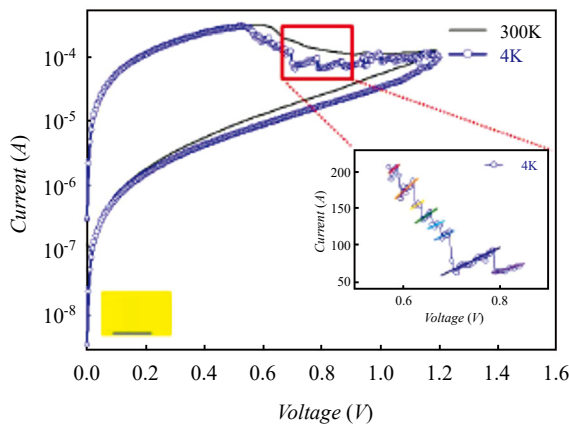 300K
4K
10⁻⁴
10⁻⁵
10⁻⁶
10⁻⁷
10⁻⁸
Current (A)
0.0 0.2 0.4 0.6 0.8 1.0 1.2 1.4 1.6
Voltage (V)
4K
200
150
100
50
Current (A)
0.6 0.8
Voltage (V)